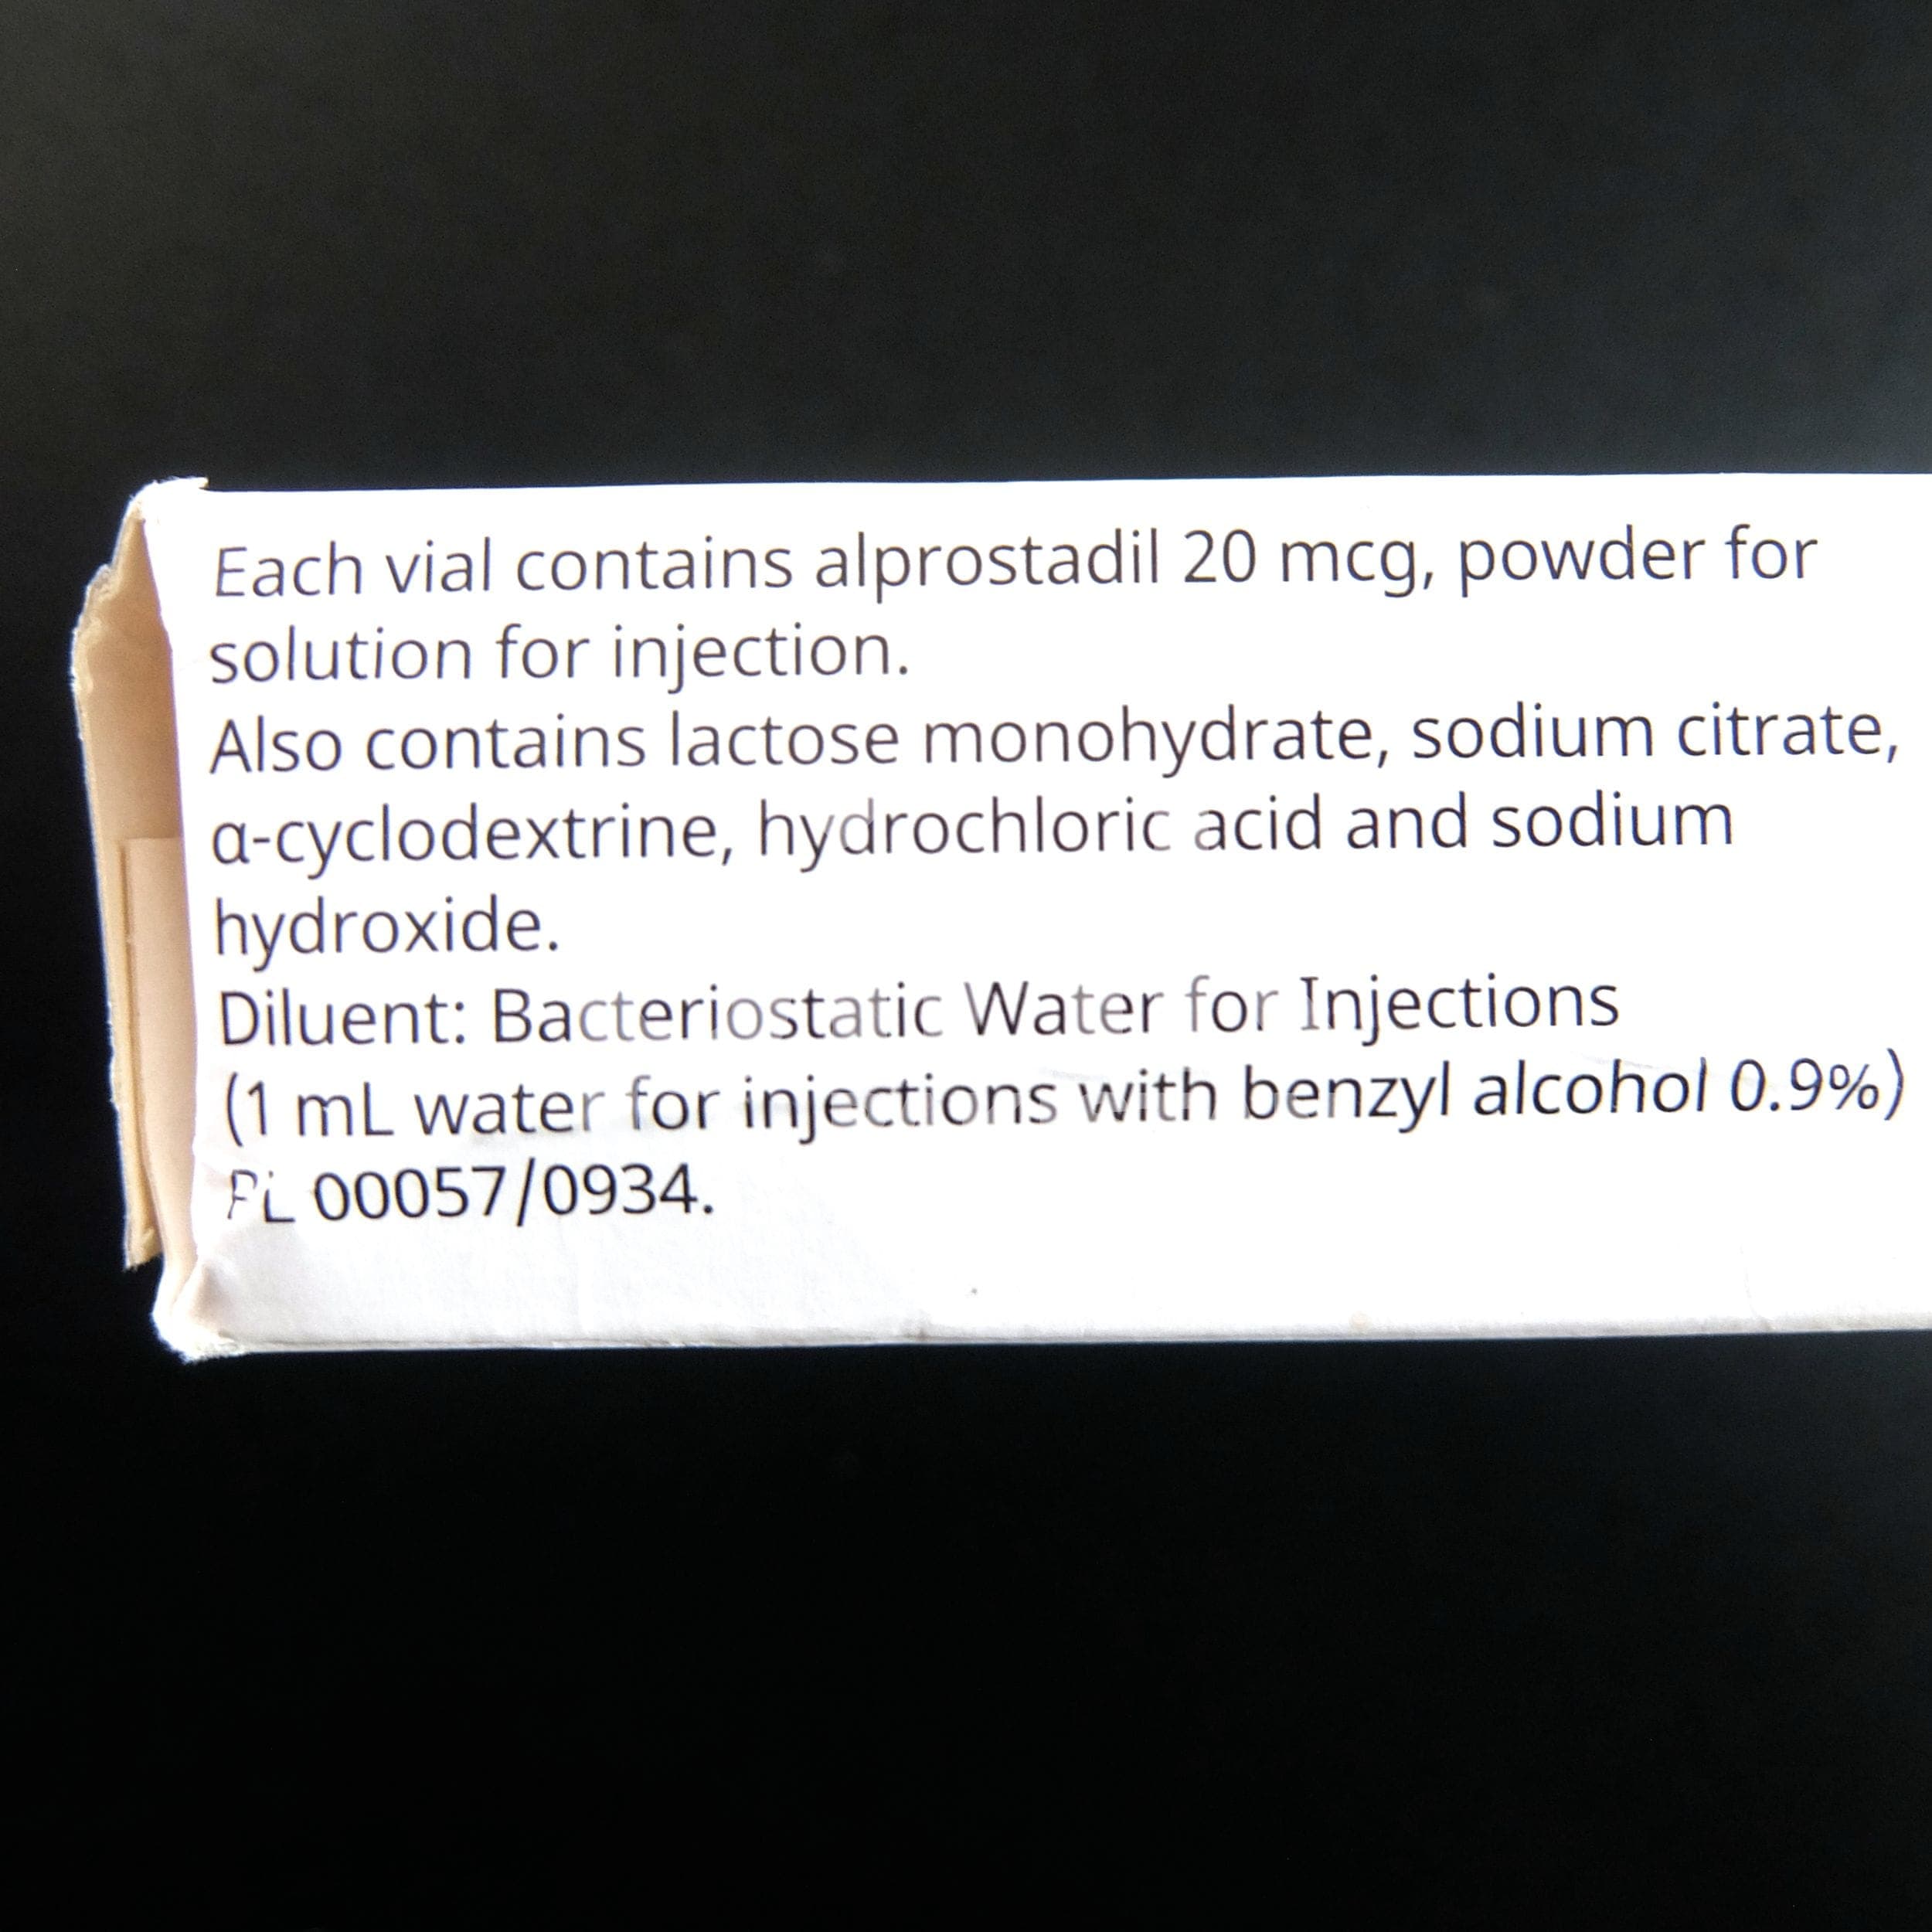 Each vial contains alprostadil 20 mcg, powder for
solution for injection.
Also contains lactose monohydrate, sodium citrate,
α-cyclodextrine, hydrochloric acid and sodium
hydroxide.
Diluent: Bacteriostatic Water for Injections
(1 mL water for injections with benzyl alcohol 0.9%)
PL 00057/0934.